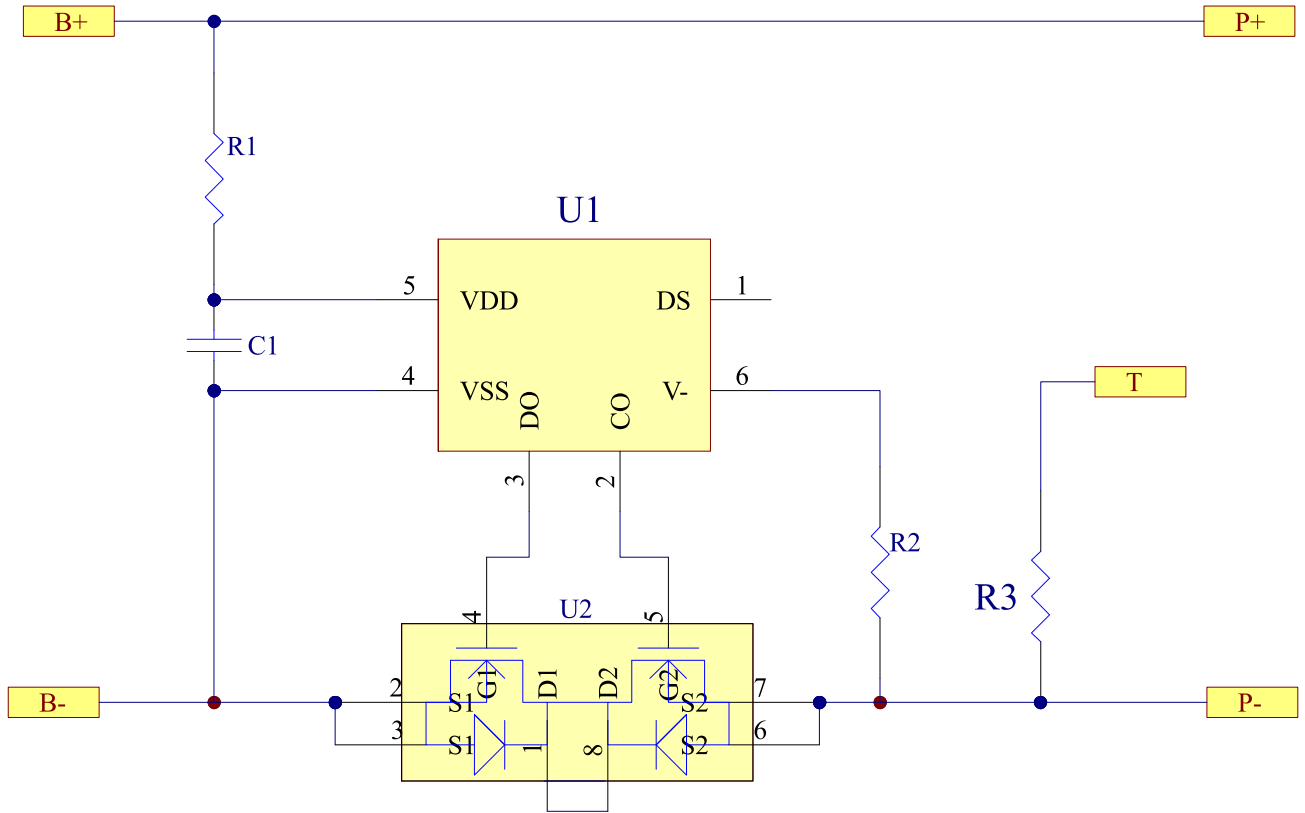 B+
P+
R1
U1
5
VDD
DS
1
C1
4
VSS
V-
6
DO
CO
T
3
2
R2
R3
U2
4
5
G1
D1
D2
G2
2
S1
S2
7
B-
P-
3
S1
1
8
S2
6